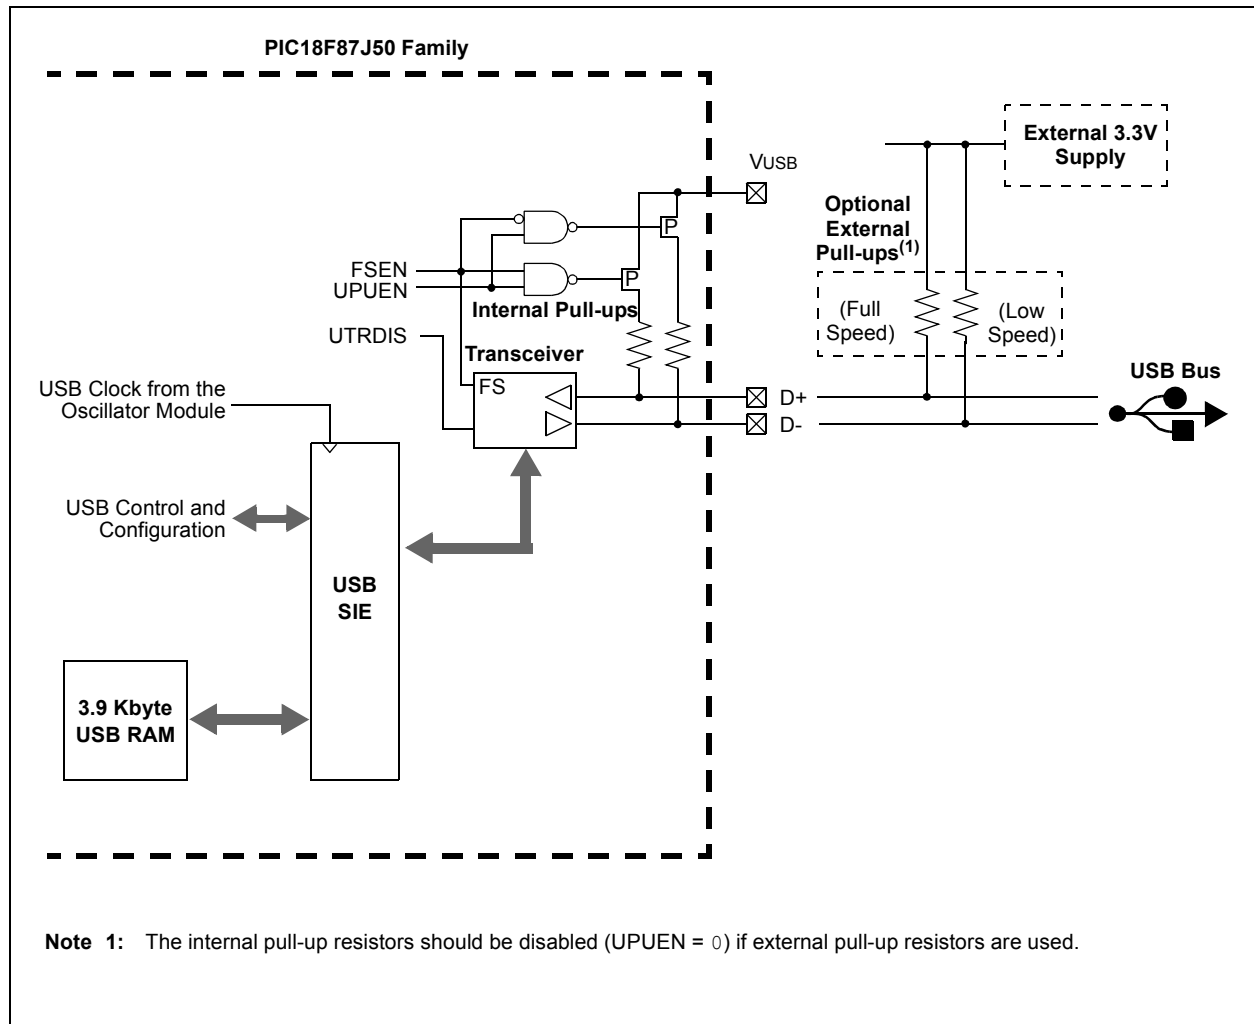 PIC18F87J50 Family
External 3.3V
Supply
VUSB
Optional
External
Pull-ups(1)
P
FSEN
P
UPUEN
Internal Pull-ups
(Full
Speed)
(Low
Speed)
UTRDIS
Transceiver
FS
USB Clock from the
Oscillator Module
D+
D-
USB Bus
USB Control and
Configuration
USB
SIE
3.9 Kbyte
USB RAM
Note 1: The internal pull-up resistors should be disabled (UPUEN = 0) if external pull-up resistors are used.